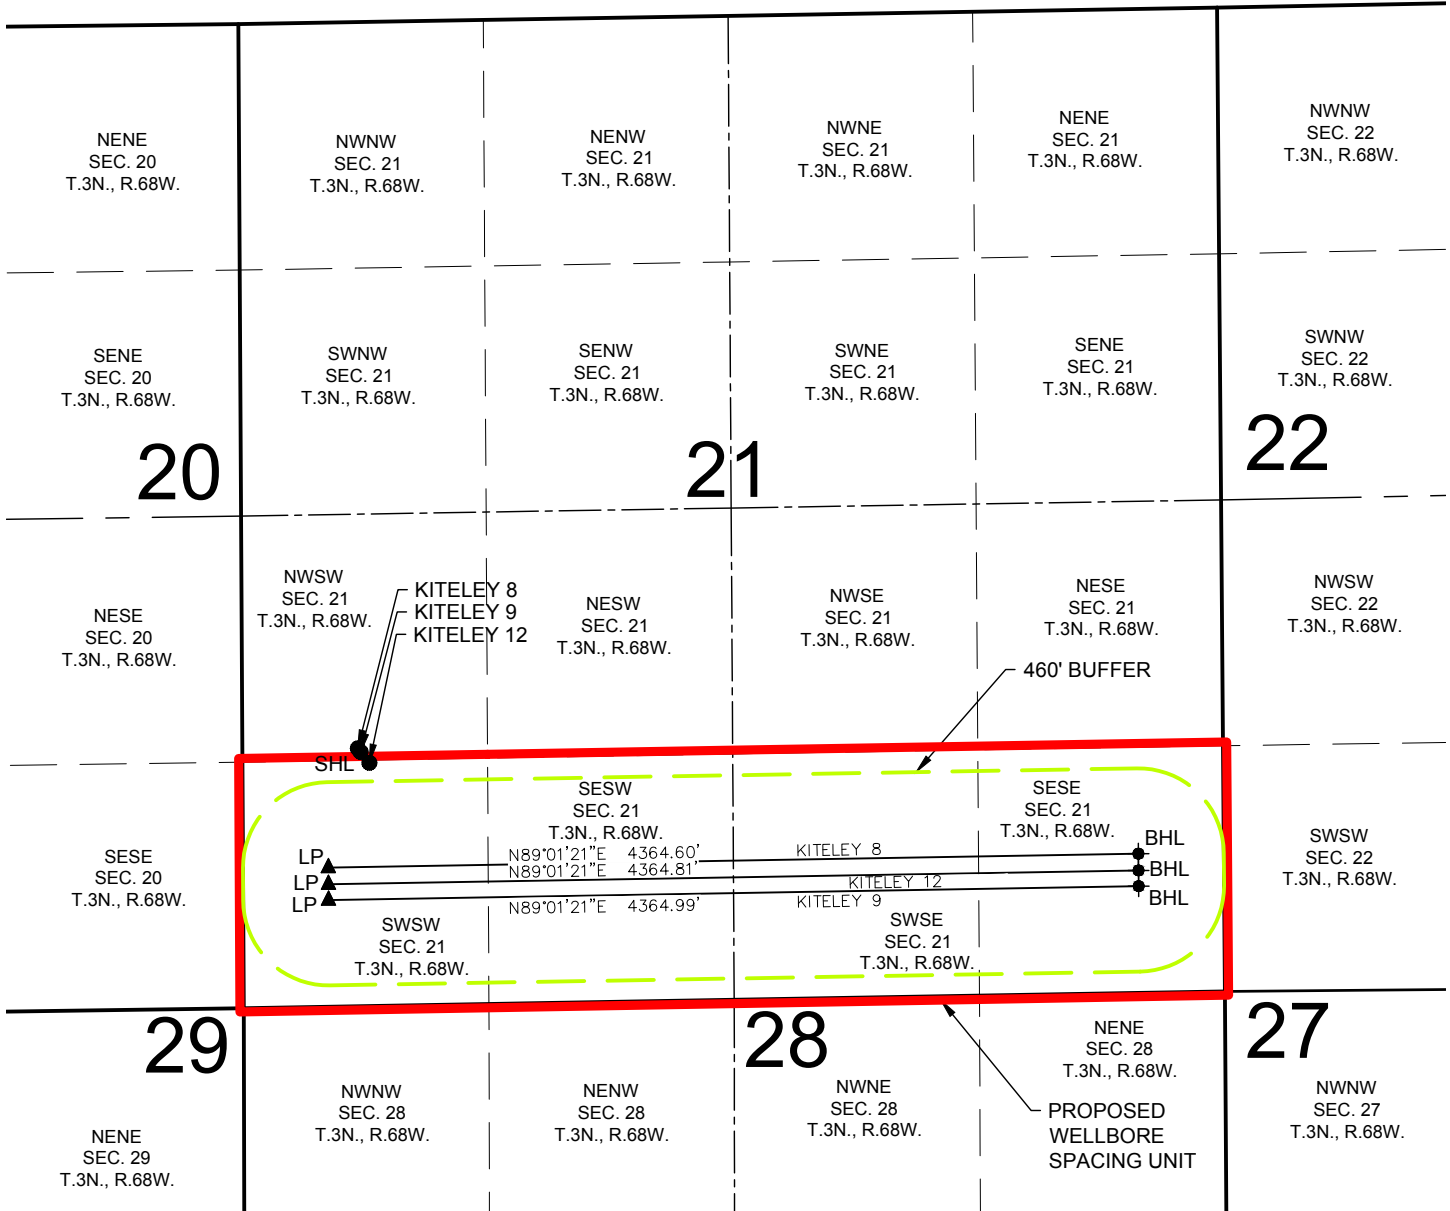 NENE
SEC. 20
T.3N., R.68W.
NWNW
SEC. 21
T.3N., R.68W.
NENW
SEC. 21
T.3N., R.68W.
NWNE
SEC. 21
T.3N., R.68W.
NENE
SEC. 21
T.3N., R.68W.
NWNW
SEC. 22
T.3N., R.68W.
SENE
SEC. 20
T.3N., R.68W.
SWNW
SEC. 21
T.3N., R.68W.
SENW
SEC. 21
T.3N., R.68W.
SWNE
SEC. 21
T.3N., R.68W.
SENE
SEC. 21
T.3N., R.68W.
SWNW
SEC. 22
T.3N., R.68W.
20
21
22
NESE
SEC. 20
T.3N., R.68W.
NWSW
SEC. 21
T.3N., R.68W.
KITELEY 8
KITELEY 9
KITELEY 12
NESW
SEC. 21
T.3N., R.68W.
NWSE
SEC. 21
T.3N., R.68W.
NESE
SEC. 21
T.3N., R.68W.
NWSW
SEC. 22
T.3N., R.68W.
460' BUFFER
SHL
SESW
SEC. 21
T.3N., R.68W.
SESE
SEC. 21
T.3N., R.68W.
SESE
SEC. 20
T.3N., R.68W.
SWSW
SEC. 22
T.3N., R.68W.
LP
N89°01'21"E 4364.60'
KITELEY 8
BHL
LP
N89°01'21"E 4364.81'
KITELEY 12
BHL
LP
N89°01'21"E 4364.99'
KITELEY 9
BHL
SWSW
SEC. 21
T.3N., R.68W.
SWSE
SEC. 21
T.3N., R.68W.
29
28
27
NENE
SEC. 29
T.3N., R.68W.
NWNW
SEC. 28
T.3N., R.68W.
NENW
SEC. 28
T.3N., R.68W.
NWNE
SEC. 28
T.3N., R.68W.
NENE
SEC. 28
T.3N., R.68W.
NWNW
SEC. 27
T.3N., R.68W.
PROPOSED
WELLBORE
SPACING UNIT